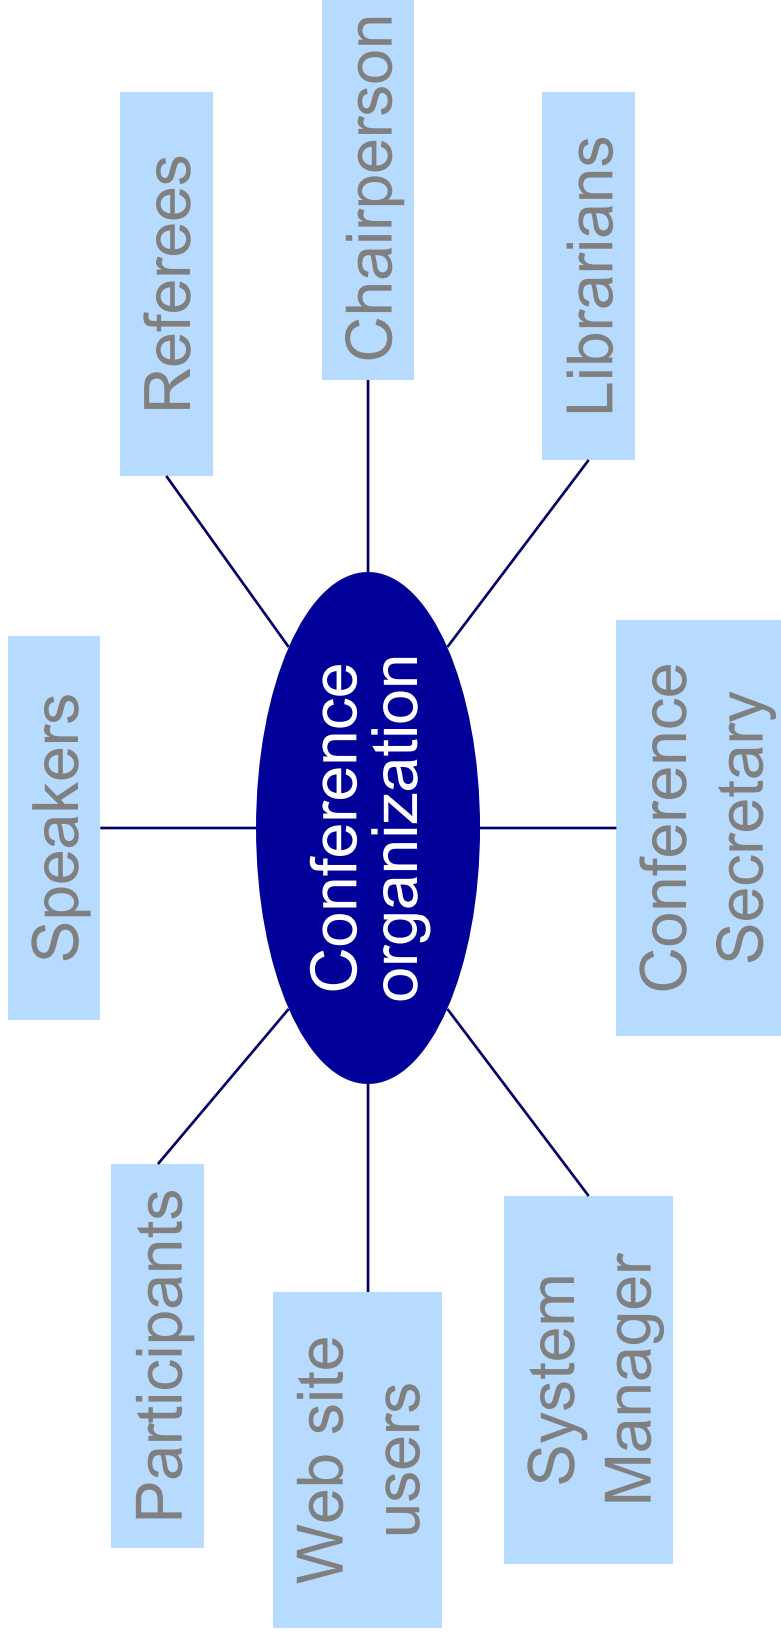 Speakers
Participants
Referees
Web site
users
Conference
organization
Chairperson
System
Manager
Librarians
Conference
Secretary